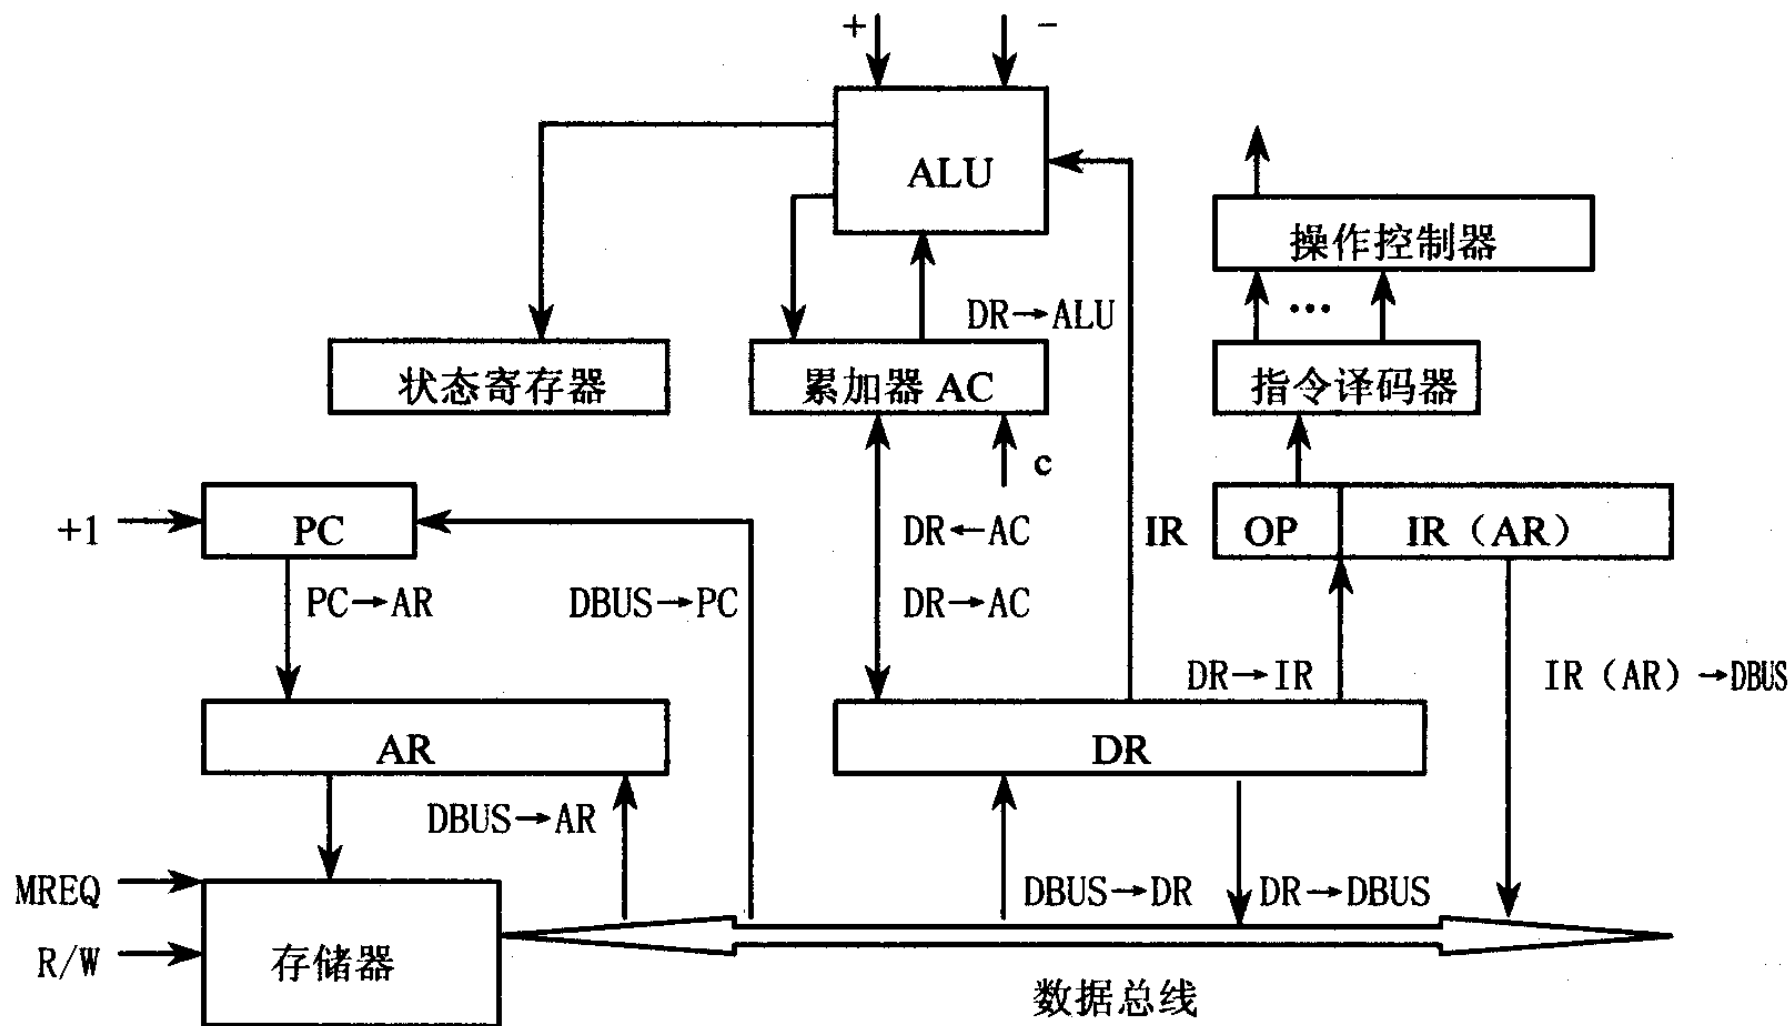 +
-
ALU
操作控制器
DR→ALU
…
状态寄存器
累加器 AC
指令译码器
c
+1
PC
DR←AC
IR
OP
IR（AR）
PC→AR
DBUS→PC
DR→AC
DR→IR
IR（AR）→DBUS
AR
DR
DBUS→AR
MREQ
DBUS→DR
DR→DBUS
R/W
存储器
数据总线